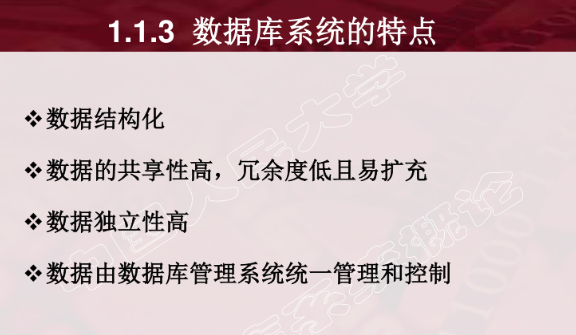 1.1.3 数据库系统的特点
❖数据结构化
❖数据的共享性高，冗余度低且易扩充
❖数据独立性高
❖数据由数据库管理系统统一管理和控制